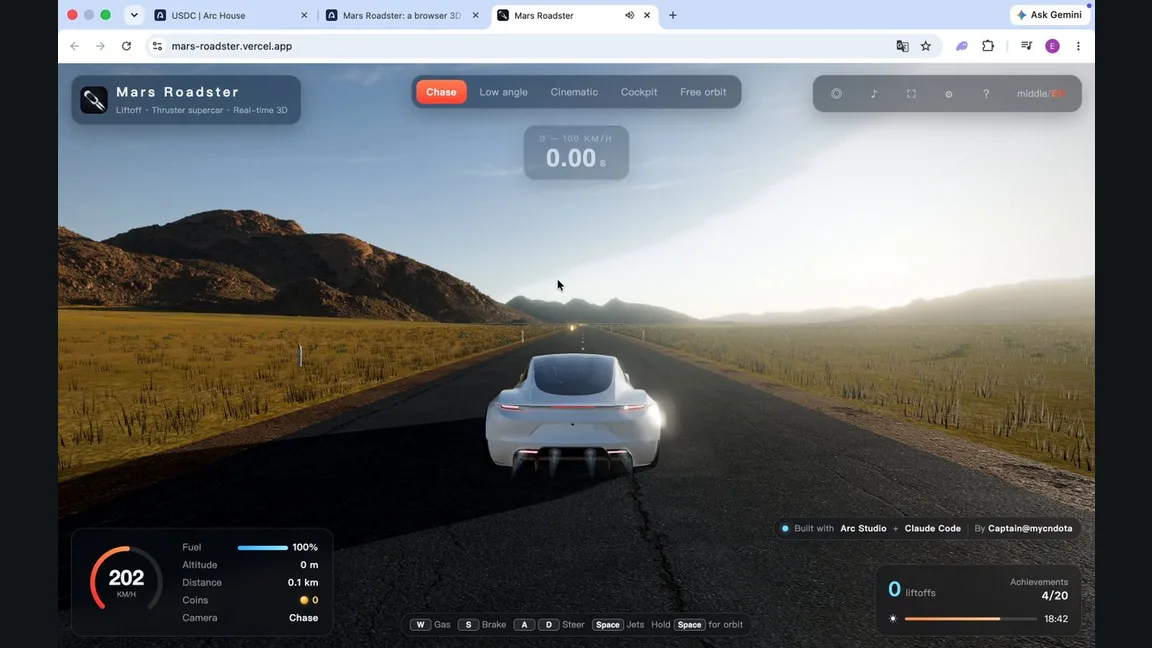 USDC | Arc House
Mars Roadster: a browser 3D
Mars Roadster
Ask Gemini
mars-roadster.vercel.app
E
Mars Roadster
Liftoff · Thruster supercar · Real-time 3D
Chase
Low angle
Cinematic
Cockpit
Free orbit
? middle/EN
0 — 100 KM/H
0.00 s
Built with Arc Studio + Claude Code | By Captain@mycndota
202
KM/H
Fuel 100%
Altitude 0 m
Distance 0.1 km
Coins 0
Camera Chase
W Gas S Brake A D Steer Space Jets Hold Space for orbit
0 liftoffs
Achievements
4/20
18:42